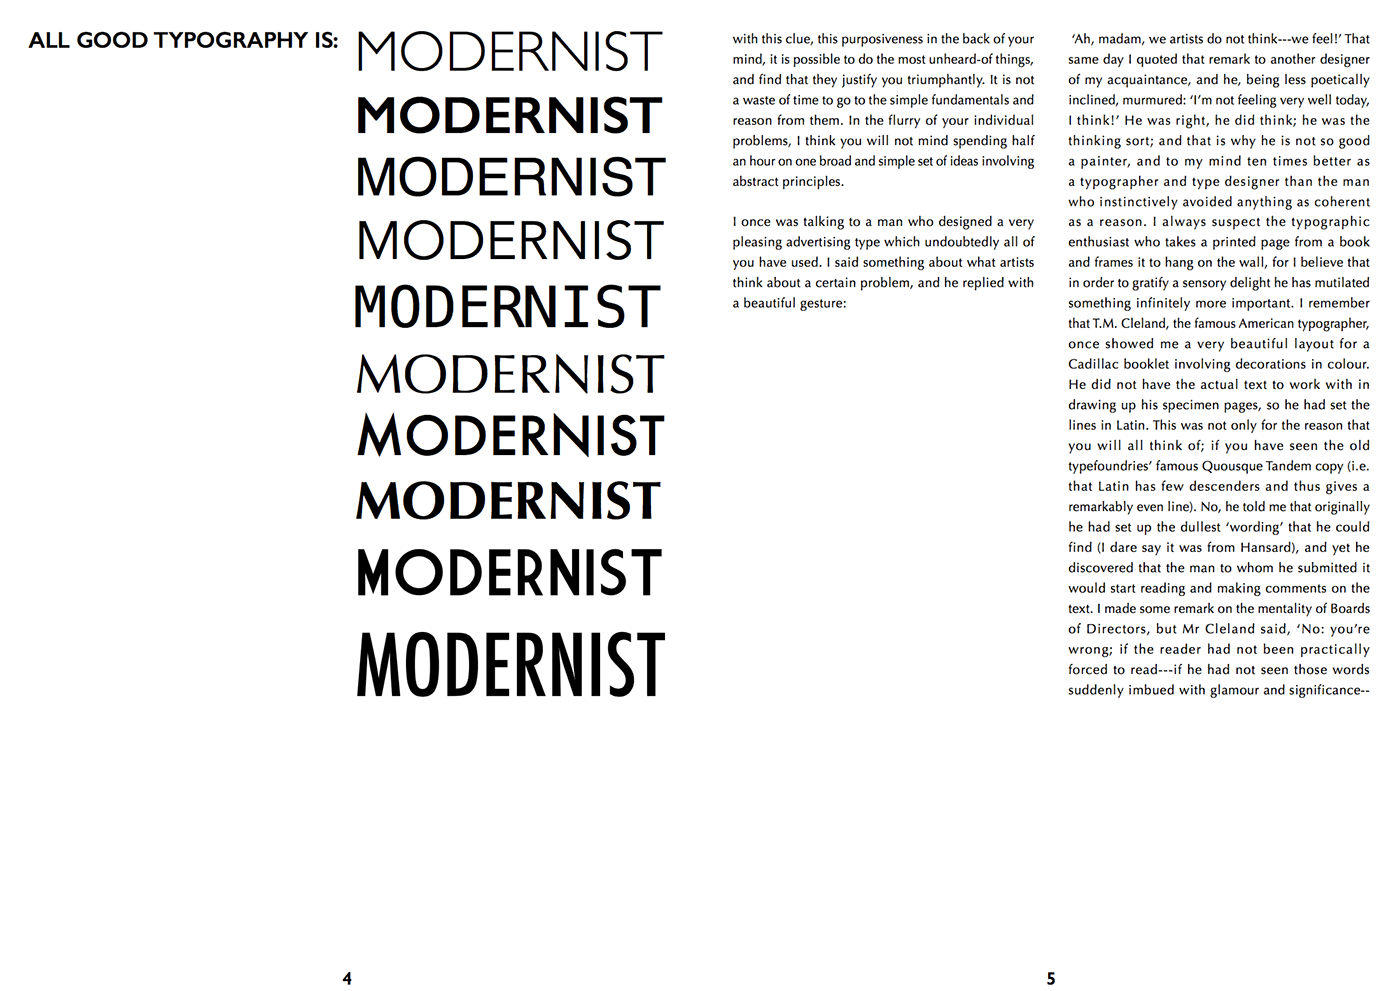 ALL GOOD TYPOGRAPHY IS:
MODERNIST
MODERNIST
MODERNIST
MODERNIST
MODERNIST
MODERNIST
MODERNIST
MODERNIST
MODERNIST
MODERNIST
4
with this clue, this purposiveness in the back of your
mind, it is possible to do the most unheard-of things,
and find that they justify you triumphantly. It is not
a waste of time to go to the simple fundamentals and
reason from them. In the flurry of your individual
problems, I think you will not mind spending half
an hour on one broad and simple set of ideas involving
abstract principles.
I once was talking to a man who designed a very
pleasing advertising type which undoubtedly all of
you have used. I said something about what artists
think about a certain problem, and he replied with
a beautiful gesture:
‘Ah, madam, we artists do not think---we feel!’ That
same day I quoted that remark to another designer
of my acquaintance, and he, being less poetically
inclined, murmured: ‘I’m not feeling very well today,
I think!’ He was right, he did think; he was the
thinking sort; and that is why he is not so good
a painter, and to my mind ten times better as
a typographer and type designer than the man
who instinctively avoided anything as coherent
as a reason. I always suspect the typographic
enthusiast who takes a printed page from a book
and frames it to hang on the wall, for I believe that
in order to gratify a sensory delight he has mutilated
something infinitely more important. I remember
that T.M. Cleland, the famous American typographer,
once showed me a very beautiful layout for a
Cadillac booklet involving decorations in colour.
He did not have the actual text to work with in
drawing up his specimen pages, so he had set the
lines in Latin. This was not only for the reason that
you will all think of; if you have seen the old
typefoundries’ famous Quousque Tandem copy (i.e.
that Latin has few descenders and thus gives a
remarkably even line). No, he told me that originally
he had set up the dullest ‘wording’ that he could
find (I dare say it was from Hansard), and yet he
discovered that the man to whom he submitted it
would start reading and making comments on the
text. I made some remark on the mentality of Boards
of Directors, but Mr Cleland said, ‘No: you’re
wrong; if the reader had not been practically
forced to read---if he had not seen those words
suddenly imbued with glamour and significance--
5